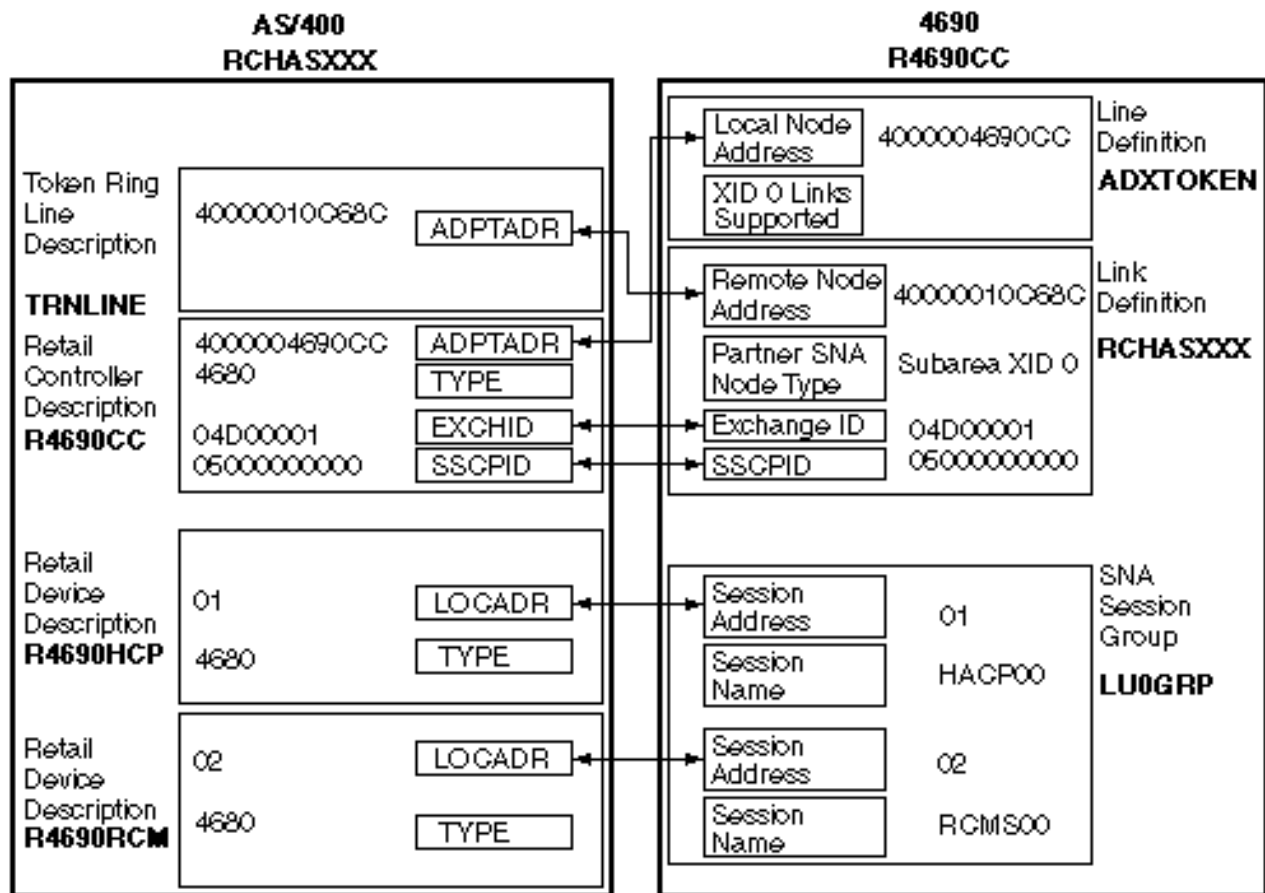 AS/400
RCHASXXX
Token Ring
Line
Description
TRNLINE
40000010C68C
ADPTADR
Retail
Controller
Description
R4690CC
4000004690CC
ADPTADR
4680
TYPE
04D00001
EXCHID
05000000000
SSCPID
Retail
Device
Description
R4690HCP
01
LOCADR
4680
TYPE
Retail
Device
Description
R4690RCM
02
LOCADR
4680
TYPE
4690
R4690CC
Local Node
Address
4000004690CC
XID 0 Links
Supported
Line
Definition
ADXTOKEN
Remote Node
Address
40000010C68C
Partner SNA
Node Type
Subarea XID 0
Exchange ID
04D00001
SSCPID
05000000000
Link
Definition
RCHASXXX
Session
Address
01
Session
Name
HACP00
Session
Address
02
Session
Name
RCMS00
SNA
Session
Group
LU0GRP